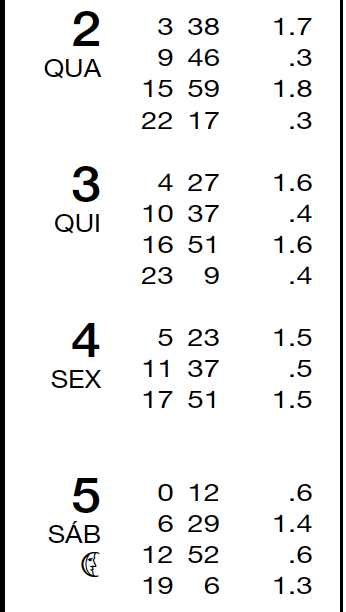 2 3 38 1.7
QUA 9 46 .3
15 59 1.8
22 17 .3
3 4 27 1.6
QUI 10 37 .4
16 51 1.6
23 9 .4
4 5 23 1.5
SEX 11 37 .5
17 51 1.5
5 0 12 .6
SÁB 6 29 1.4
12 52 .6
19 6 1.3